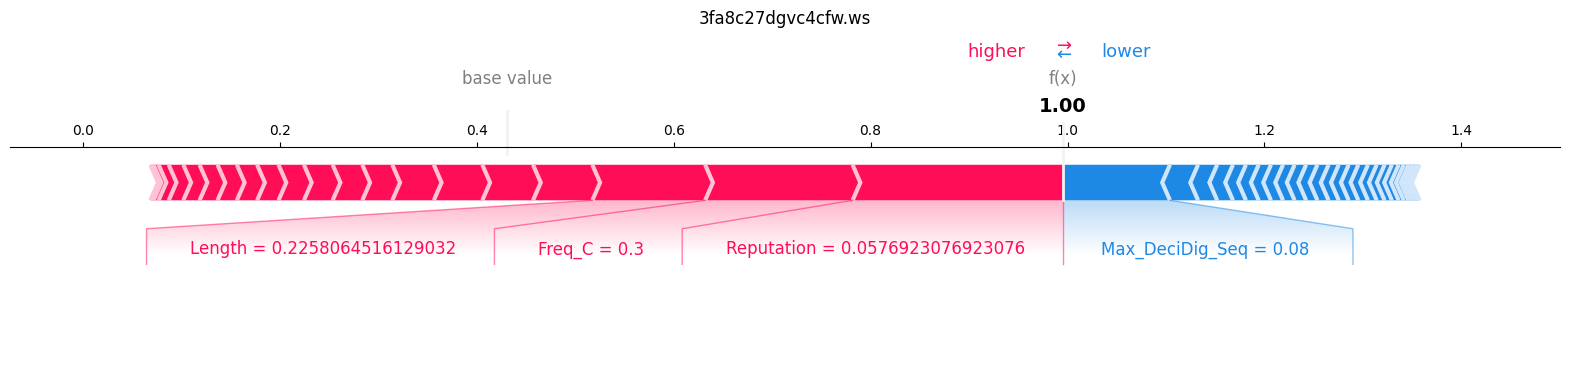 3fa8c27dgvc4cfw.ws
higher ⇄ lower
base value f(x)
1.00
0.0 0.2 0.4 0.6 0.8 1.0 1.2 1.4
Length = 0.2258064516129032 Freq_C = 0.3 Reputation = 0.0576923076923076 Max_DeciDig_Seq = 0.08